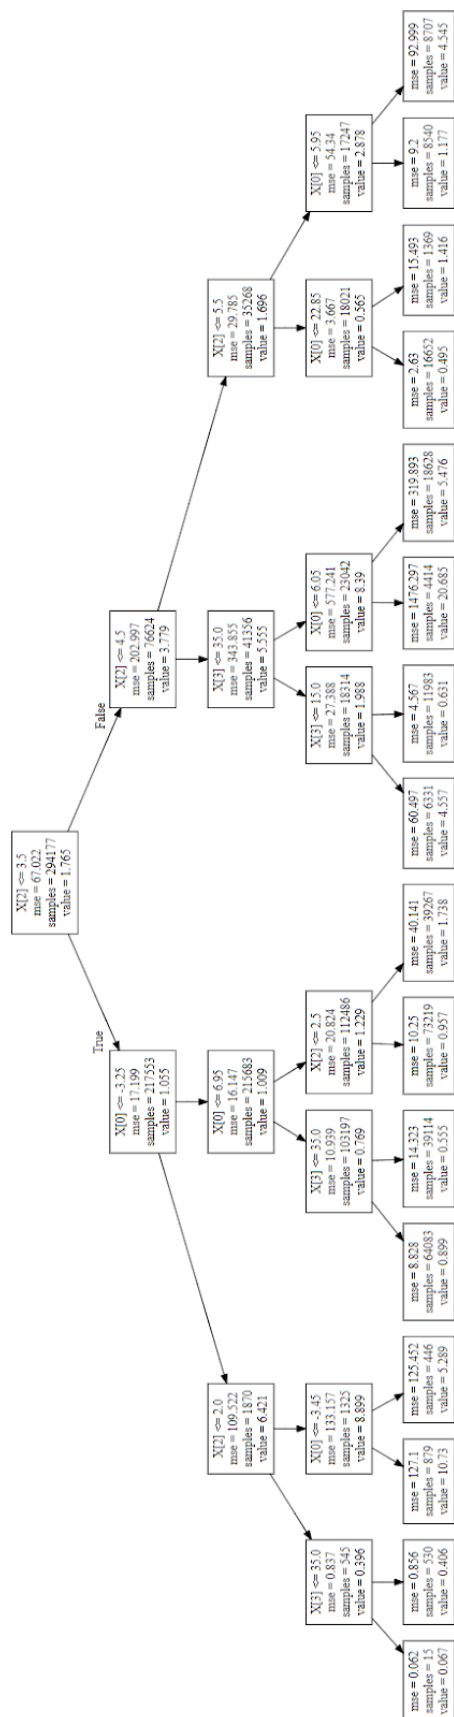 X[2] <= 3.5
mse = 67.022
samples = 294177
value = 1.765
True
False
X[0] <= -3.25
mse = 17.199
samples = 217553
value = 1.055
X[2] <= 4.5
mse = 202.997
samples = 76624
value = 3.779
X[2] <= 2.0
mse = 109.522
samples = 1870
value = 6.421
X[0] <= 6.95
mse = 16.147
samples = 215683
value = 1.009
X[3] <= 35.0
mse = 343.855
samples = 41356
value = 5.555
X[2] <= 5.5
mse = 29.785
samples = 35268
value = 1.696
X[3] <= 35.0
mse = 0.837
samples = 545
value = 0.396
X[0] <= -3.45
mse = 133.157
samples = 1325
value = 8.899
X[3] <= 35.0
mse = 10.939
samples = 103197
value = 0.769
X[2] <= 2.5
mse = 20.824
samples = 112486
value = 1.229
X[3] <= 15.0
mse = 27.388
samples = 18314
value = 1.988
X[0] <= 6.05
mse = 577.241
samples = 23042
value = 8.39
X[0] <= 22.85
mse = 3.667
samples = 18021
value = 0.565
X[0] <= 5.95
mse = 54.34
samples = 17247
value = 2.878
mse = 0.062
samples = 15
value = 0.067
mse = 0.856
samples = 530
value = 0.406
mse = 127.1
samples = 879
value = 10.73
mse = 125.452
samples = 446
value = 5.289
mse = 8.828
samples = 64083
value = 0.899
mse = 14.323
samples = 39114
value = 0.555
mse = 10.25
samples = 73219
value = 0.957
mse = 40.141
samples = 39267
value = 1.738
mse = 60.497
samples = 6331
value = 4.557
mse = 4.567
samples = 11983
value = 0.631
mse = 1476.297
samples = 4414
value = 20.685
mse = 319.893
samples = 18628
value = 5.476
mse = 2.63
samples = 16652
value = 0.495
mse = 15.493
samples = 1369
value = 1.416
mse = 9.2
samples = 8540
value = 1.177
mse = 92.999
samples = 8707
value = 4.545